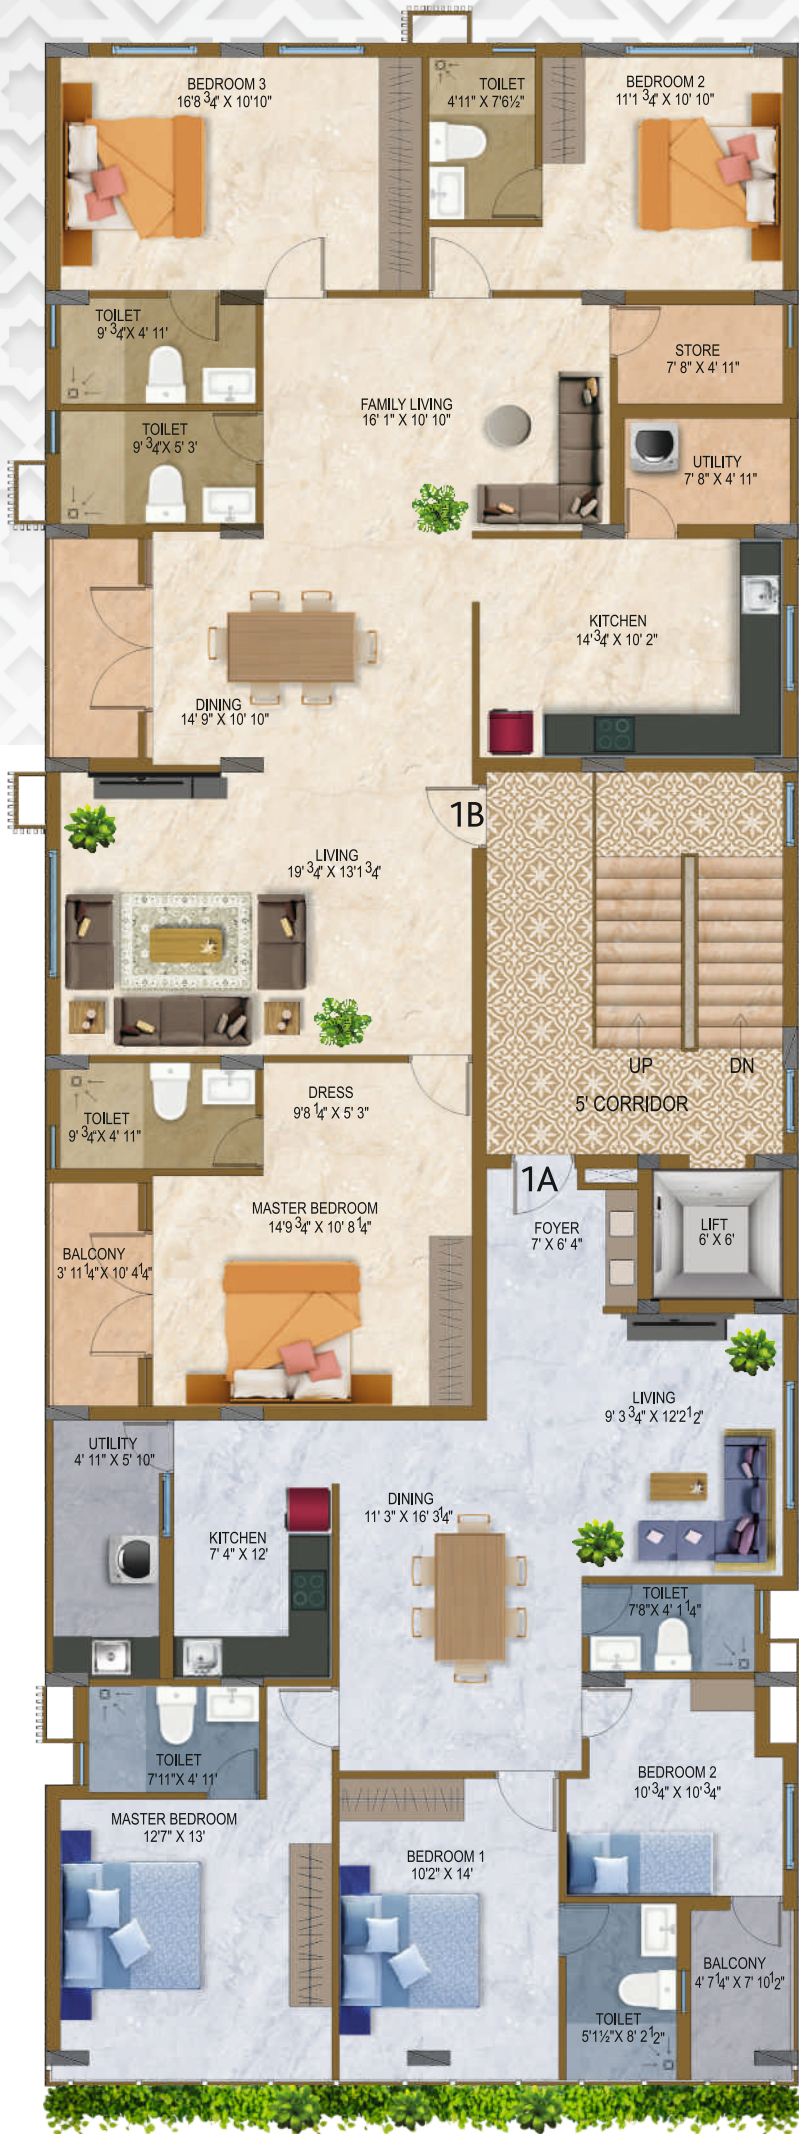 BEDROOM 3
16'8 3/4" X 10'10"
TOILET
4'11" X 7'6½"
BEDROOM 2
11'1 3/4" X 10' 10"
TOILET
9' 3/4"X 4' 11'
STORE
7' 8" X 4' 11"
FAMILY LIVING
16' 1" X 10' 10"
TOILET
9' 3/4"X 5' 3'
UTILITY
7' 8" X 4' 11"
KITCHEN
14' 3/4" X 10' 2"
DINING
14' 9" X 10' 10"
1B
LIVING
19' 3/4" X 13'1 3/4"
UP
DN
5' CORRIDOR
DRESS
9'8 1/4" X 5' 3"
TOILET
9' 3/4"X 4' 11"
1A
MASTER BEDROOM
14'9 3/4" X 10' 8 1/4"
FOYER
7' X 6' 4"
LIFT
6' X 6'
BALCONY
3' 11 1/4" X 10' 4 1/4"
LIVING
9' 3 3/4" X 12'2 1/2"
UTILITY
4' 11" X 5' 10"
DINING
11' 3" X 16' 3 1/4"
KITCHEN
7' 4" X 12'
TOILET
7'8"X 4' 1 1/4"
TOILET
7'11"X 4' 11'
BEDROOM 2
10' 3/4" X 10' 3/4"
MASTER BEDROOM
12'7" X 13'
BEDROOM 1
10'2" X 14'
BALCONY
4' 7 1/4" X 7' 10 1/2"
TOILET
5'1½"X 8' 2 1/2"